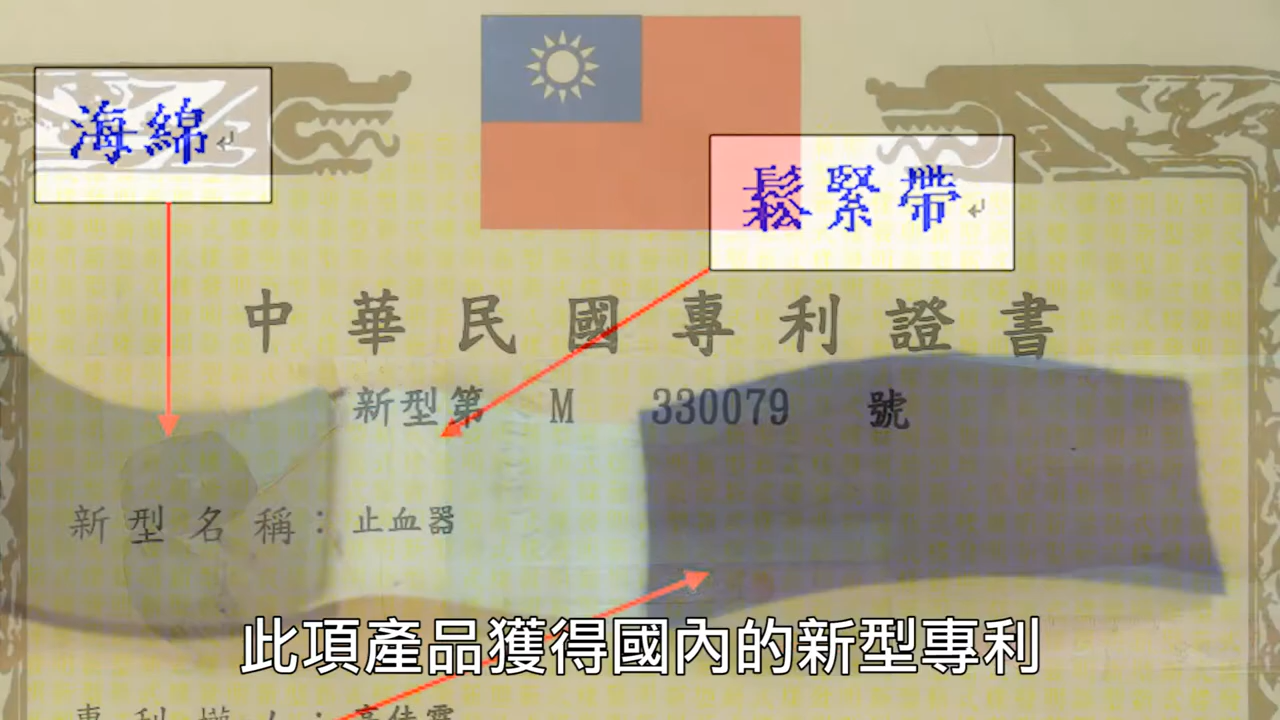 海綿
鬆緊帶
中華民國專利證書
新型第 M 330079 號
新型名稱：止血器
此項產品獲得國內的新型專利